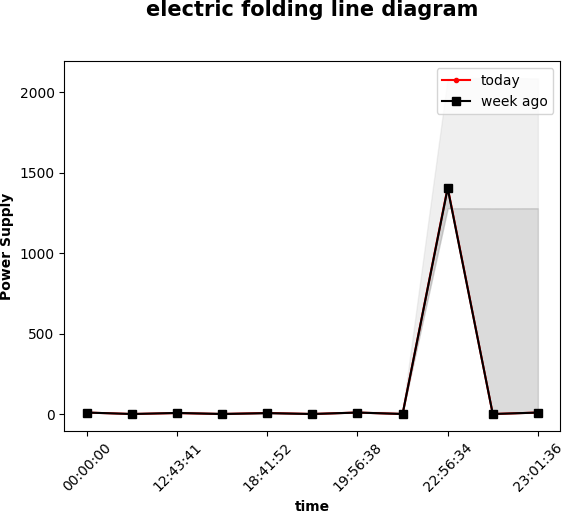 electric folding line diagram
today
week ago
2000
1500
1000
500
0
Power Supply
00:00:00
12:43:41
18:41:52
19:56:38
22:56:34
23:01:36
time